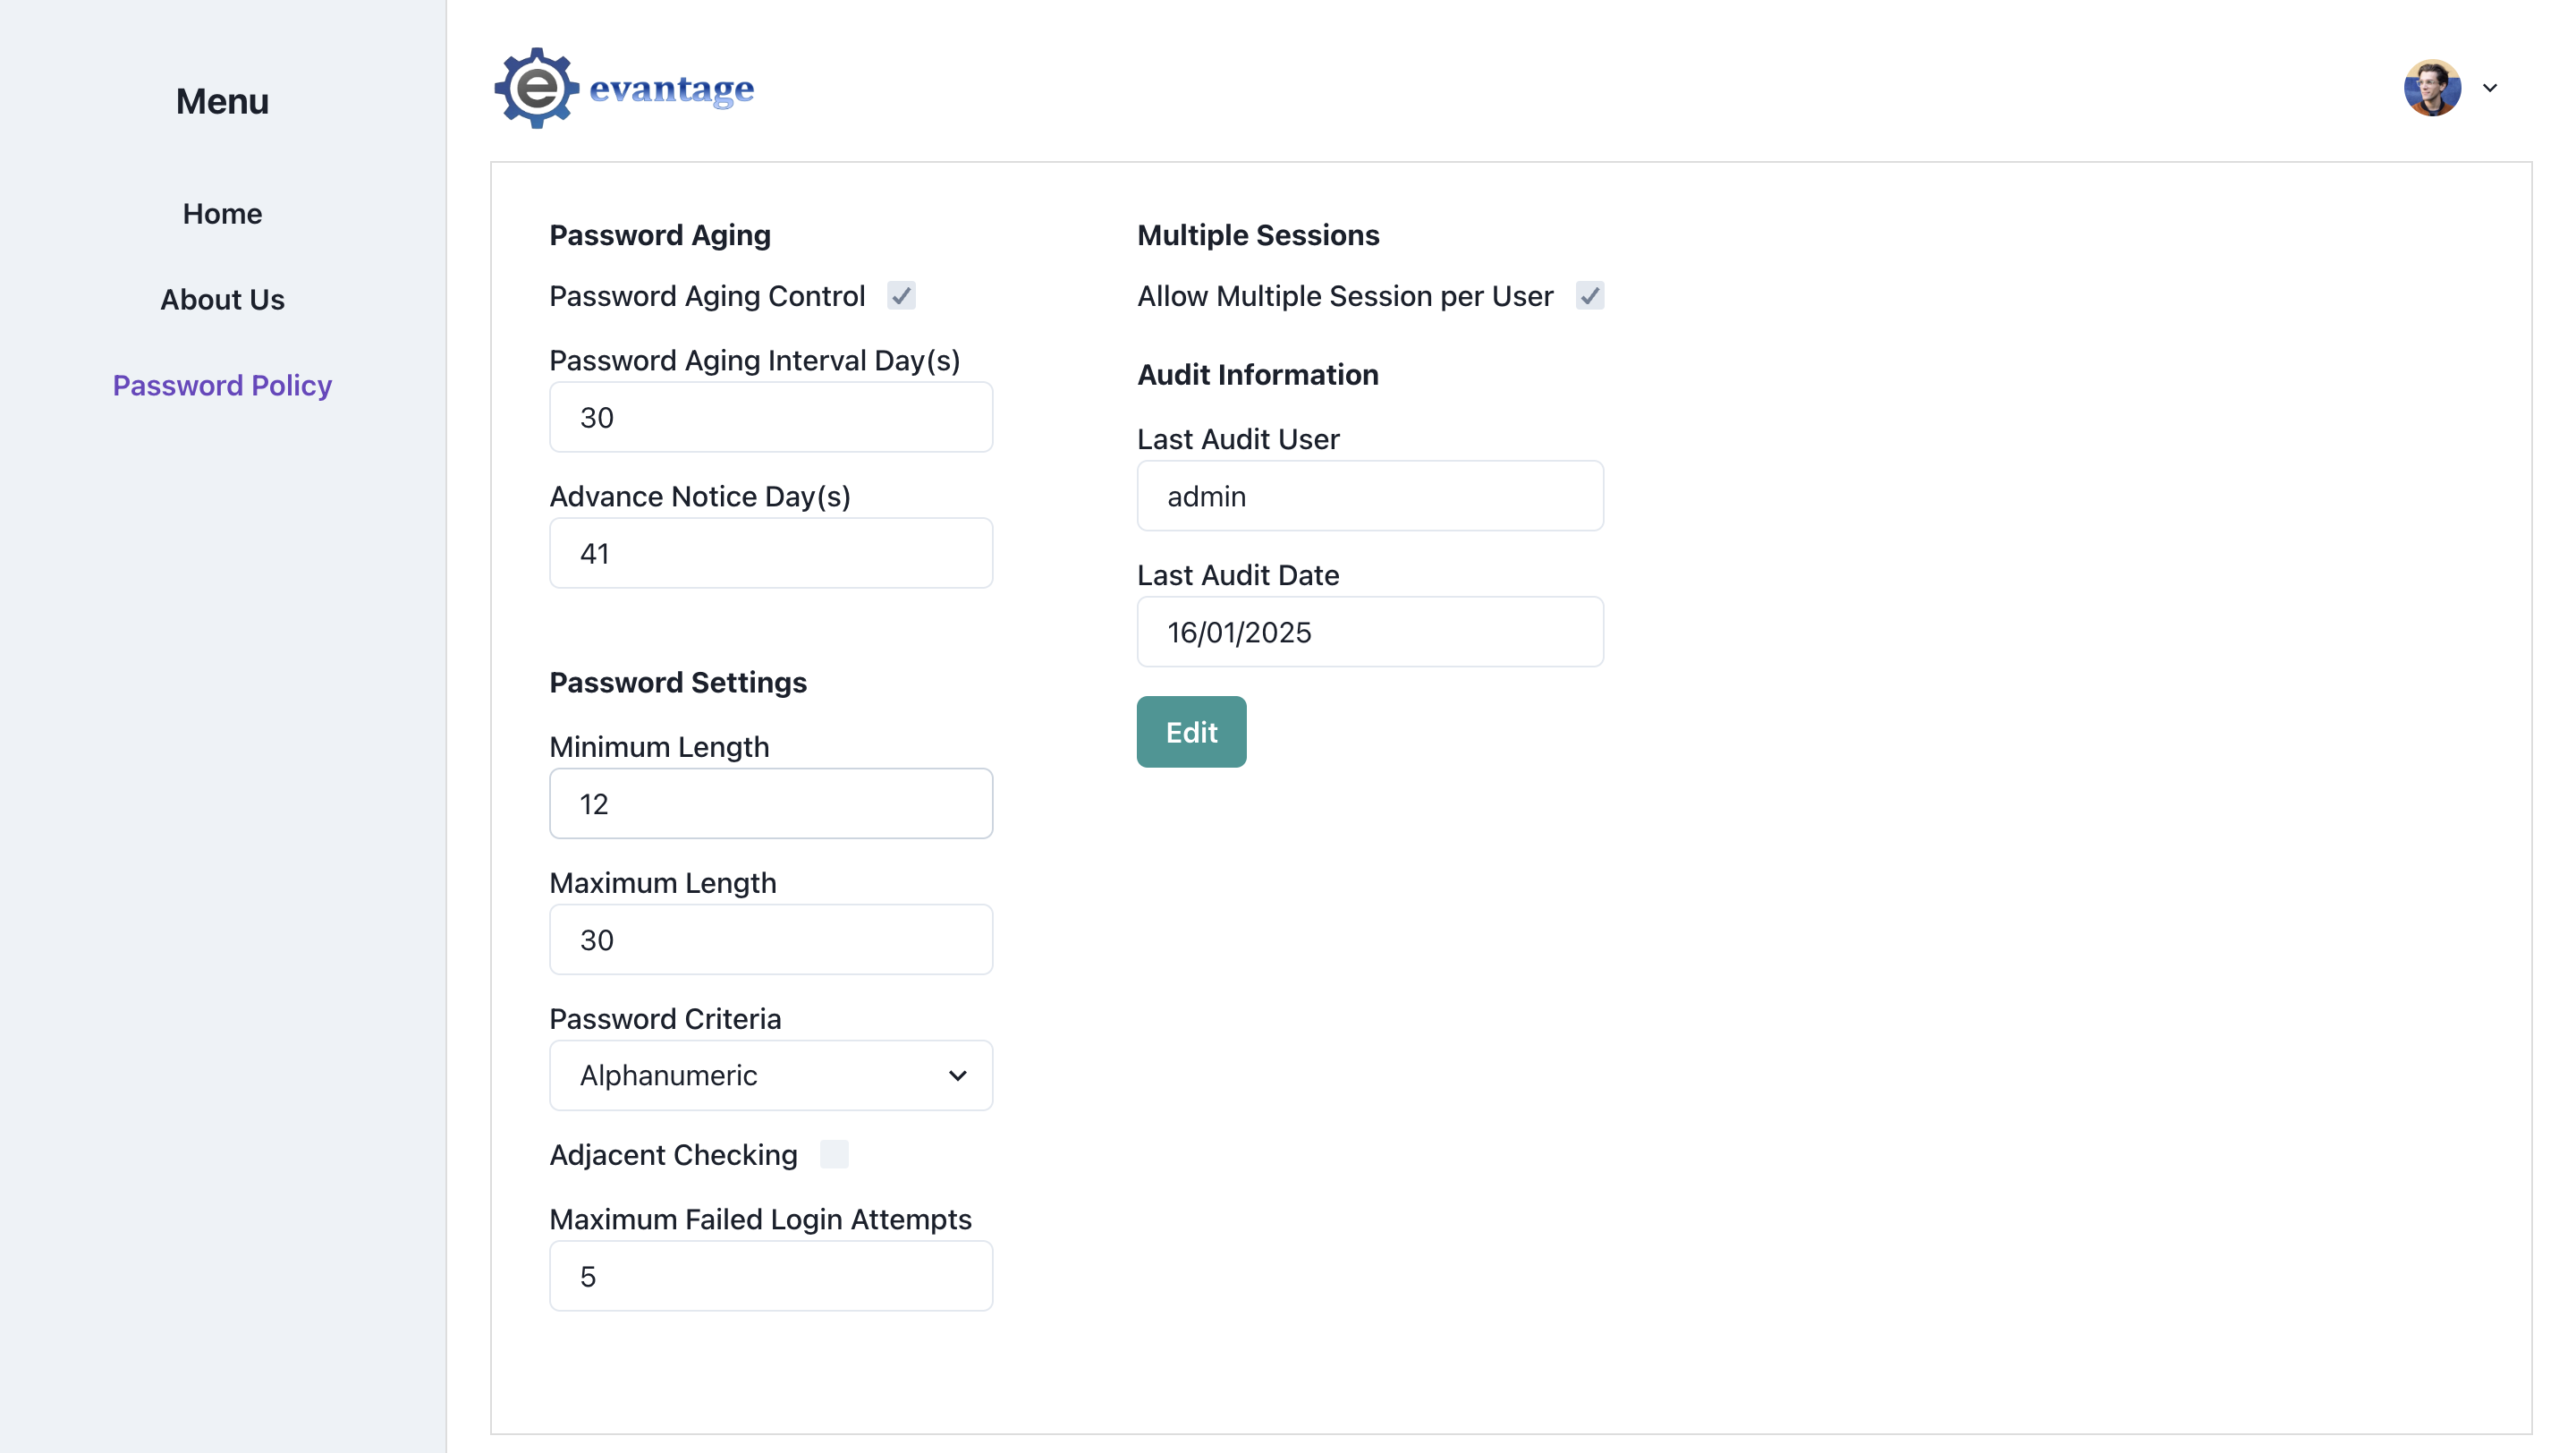 Menu
Home
About Us
Password Policy
e evantage
Password Aging
Password Aging Control
Password Aging Interval Day(s)
30
Advance Notice Day(s)
41
Password Settings
Minimum Length
12
Maximum Length
30
Password Criteria
Alphanumeric
Adjacent Checking
Maximum Failed Login Attempts
5
Multiple Sessions
Allow Multiple Session per User
Audit Information
Last Audit User
admin
Last Audit Date
16/01/2025
Edit